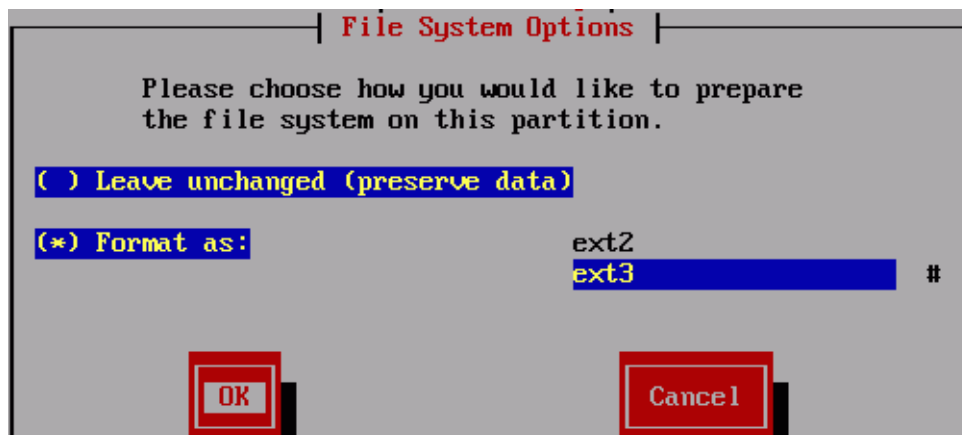 File System Options
Please choose how you would like to prepare
the file system on this partition.
( ) Leave unchanged (preserve data)
(*) Format as: ext2
ext3 #
OK Cancel